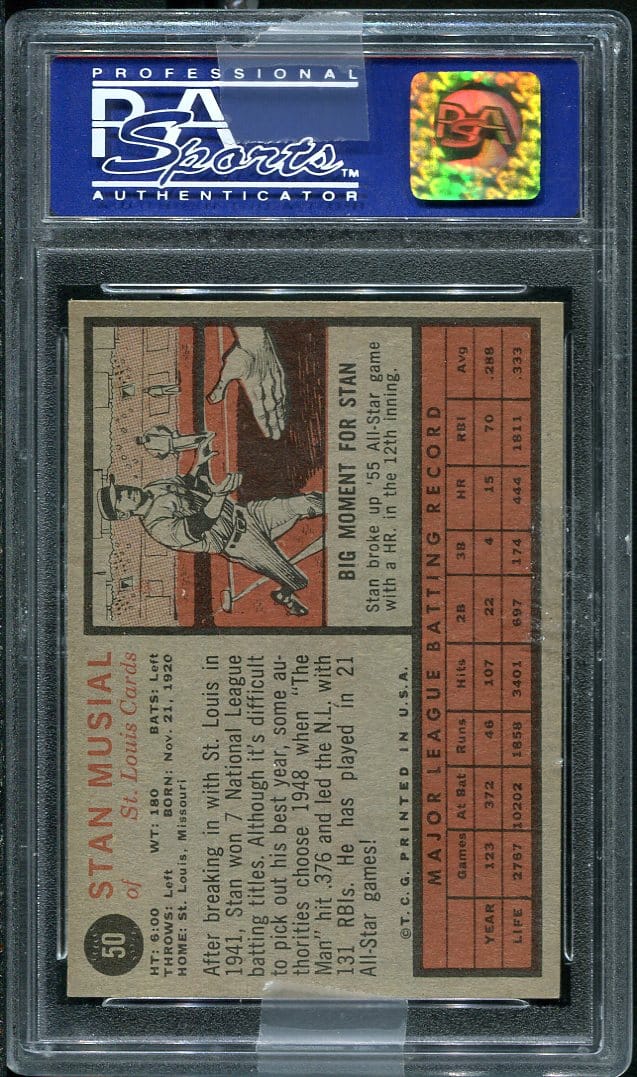 PROFESSIONAL
PSA
Sports™
AUTHENTICATOR
PSA
50
STAN MUSIAL
of St. Louis Cards
HT: 6:00 WT: 180 BATS: Left
THROWS: Left BORN: Nov. 21, 1920
HOME: St. Louis, Missouri
After breaking in with St. Louis in
1941, Stan won 7 National League
batting titles. Although it's difficult
to pick out his best year, some au-
thorities choose 1948 when "The
Man" hit .376 and led the N.L. with
131 RBIs. He has played in 21
All-Star games!
BIG MOMENT FOR STAN
Stan broke up '55 All-Star game
with a HR. in the 12th inning.
©T.C.G. PRINTED IN U.S.A.
MAJOR LEAGUE BATTING RECORD
Games At Bat Runs Hits 2B 3B HR RBI Avg
YEAR 123 372 46 107 22 4 15 70 .288
LIFE 2787 10202 1858 3401 697 174 444 1811 .333